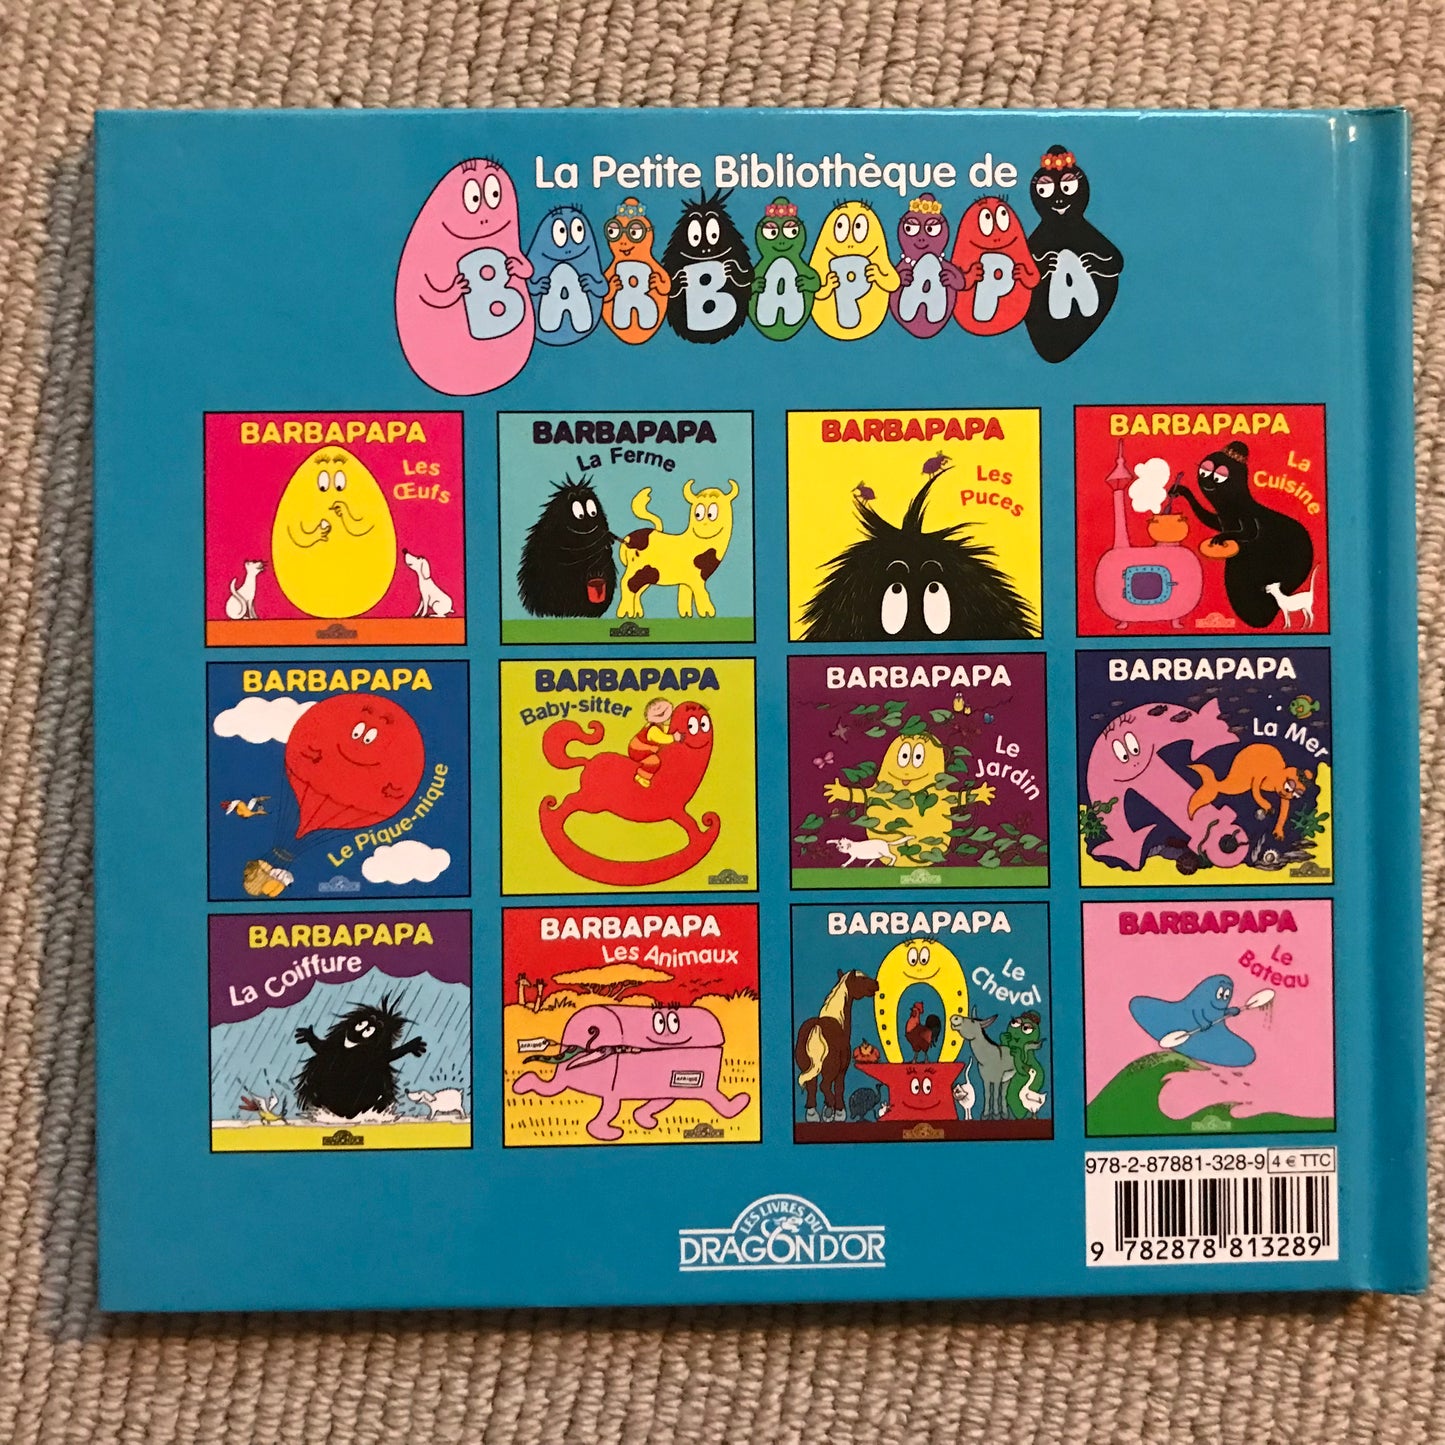 La Petite Bibliothèque de
BARBAPAPA
BARBAPAPA
Les
Œufs
BARBAPAPA
La Ferme
BARBAPAPA
Les
Puces
BARBAPAPA
La
Cuisine
BARBAPAPA
Le Pique-nique
BARBAPAPA
Baby-sitter
BARBAPAPA
Le
Jardin
BARBAPAPA
La Mer
BARBAPAPA
La Coiffure
BARBAPAPA
Les Animaux
AFRIQUE
AFRIQUE
BARBAPAPA
Le
Cheval
BARBAPAPA
Le
Bateau
978-2-87881-328-9 4 € TTC
9 782878 813289
LES LIVRES DU
DRAGON D'OR